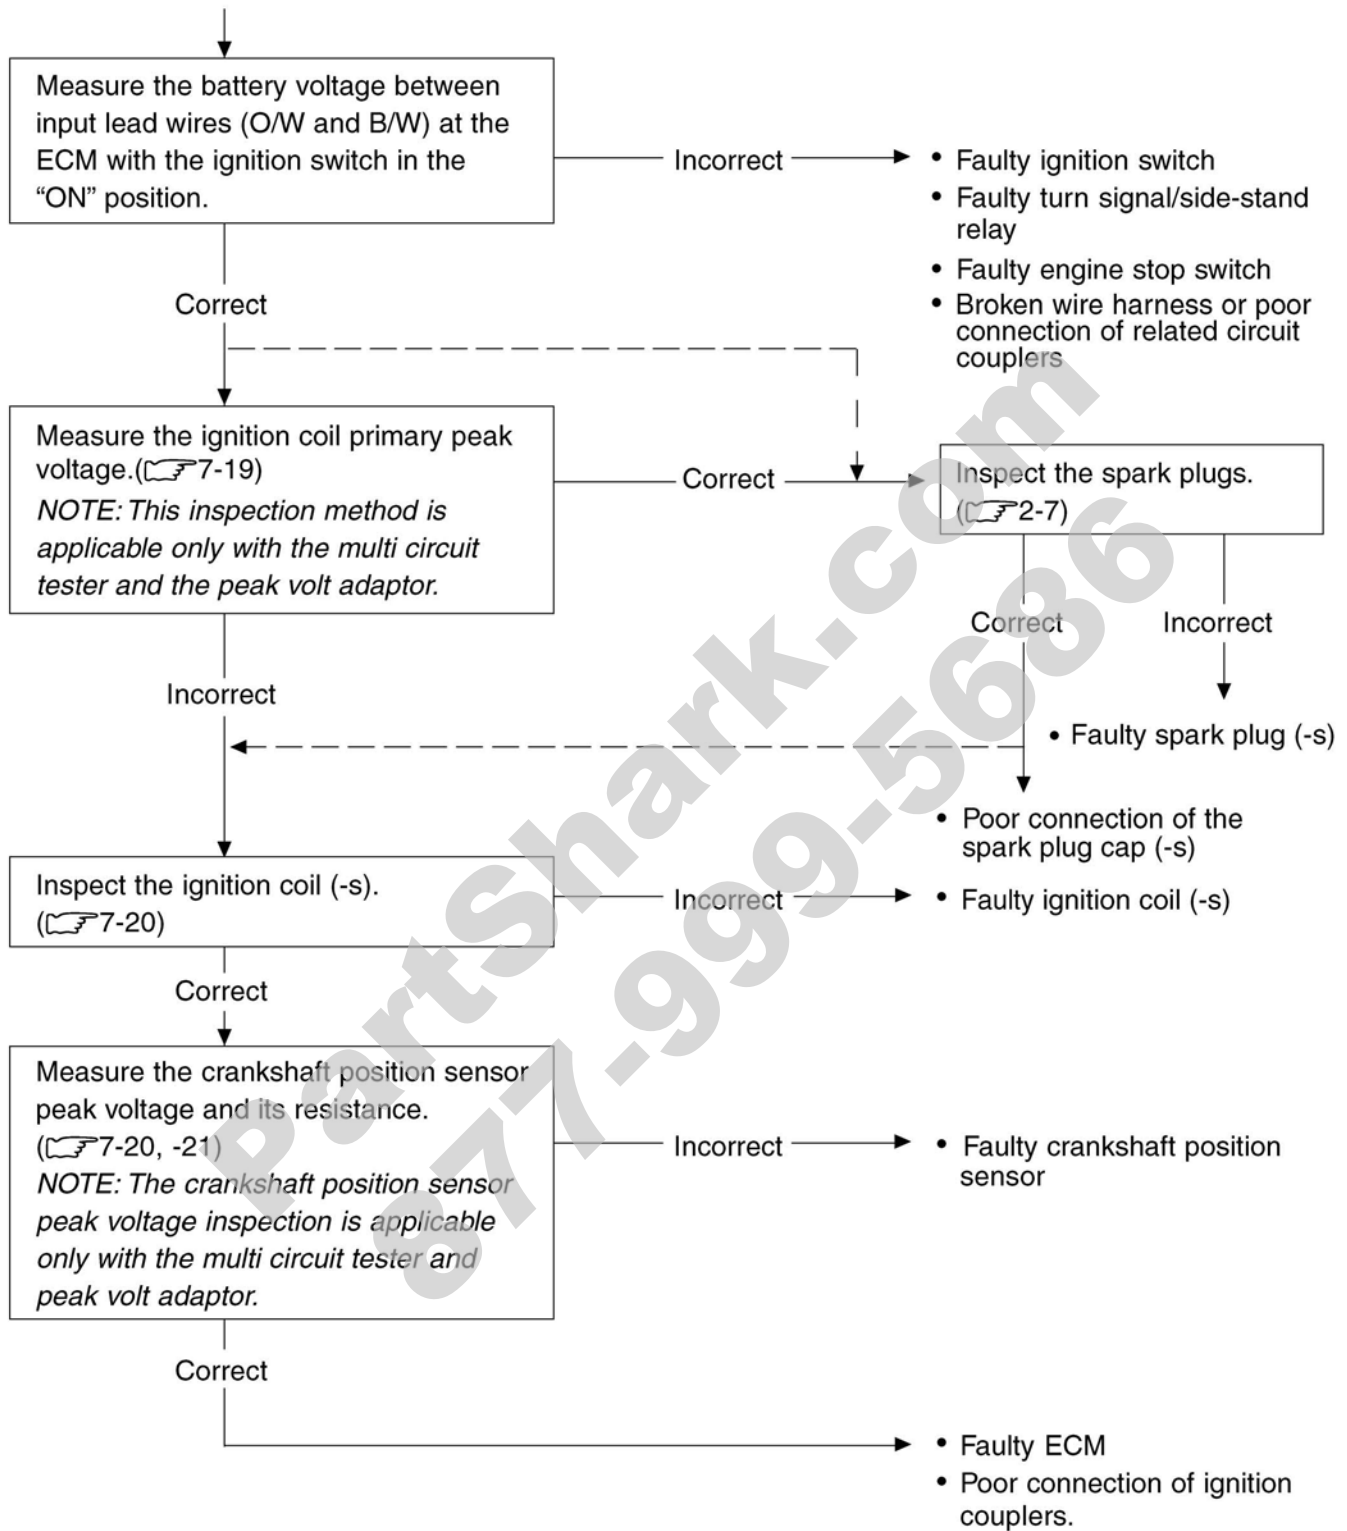 Measure the battery voltage between
input lead wires (O/W and B/W) at the
ECM with the ignition switch in the
“ON” position.
Incorrect
• Faulty ignition switch
• Faulty turn signal/side-stand
relay
• Faulty engine stop switch
• Broken wire harness or poor
connection of related circuit
couplers
Correct
Measure the ignition coil primary peak
voltage.(☞7-19)
NOTE: This inspection method is
applicable only with the multi circuit
tester and the peak volt adaptor.
Correct
Inspect the spark plugs.
(☞2-7)
Correct
Incorrect
Incorrect
• Faulty spark plug (-s)
• Poor connection of the
spark plug cap (-s)
Inspect the ignition coil (-s).
(☞7-20)
Incorrect
• Faulty ignition coil (-s)
Correct
Measure the crankshaft position sensor
peak voltage and its resistance.
(☞7-20, -21)
NOTE: The crankshaft position sensor
peak voltage inspection is applicable
only with the multi circuit tester and
peak volt adaptor.
Incorrect
• Faulty crankshaft position
sensor
Correct
• Faulty ECM
• Poor connection of ignition
couplers.
PartShark.com
877-999-5686